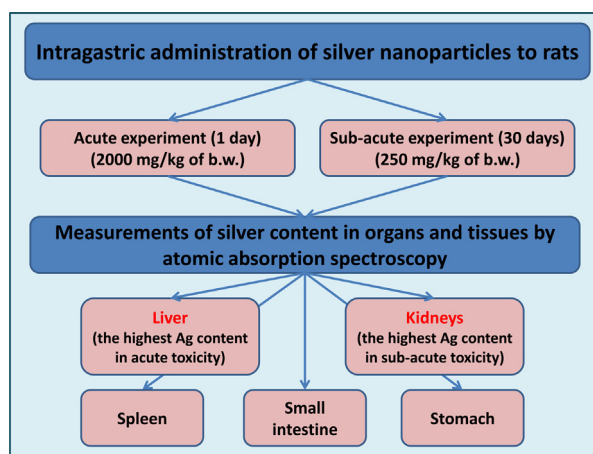 Intragastric administration of silver nanoparticles to rats
Acute experiment (1 day)
(2000 mg/kg of b.w.)
Sub-acute experiment (30 days)
(250 mg/kg of b.w.)
Measurements of silver content in organs and tissues by
atomic absorption spectroscopy
Liver
(the highest Ag content
in acute toxicity)
Kidneys
(the highest Ag content
in sub-acute toxicity)
Spleen
Small
intestine
Stomach